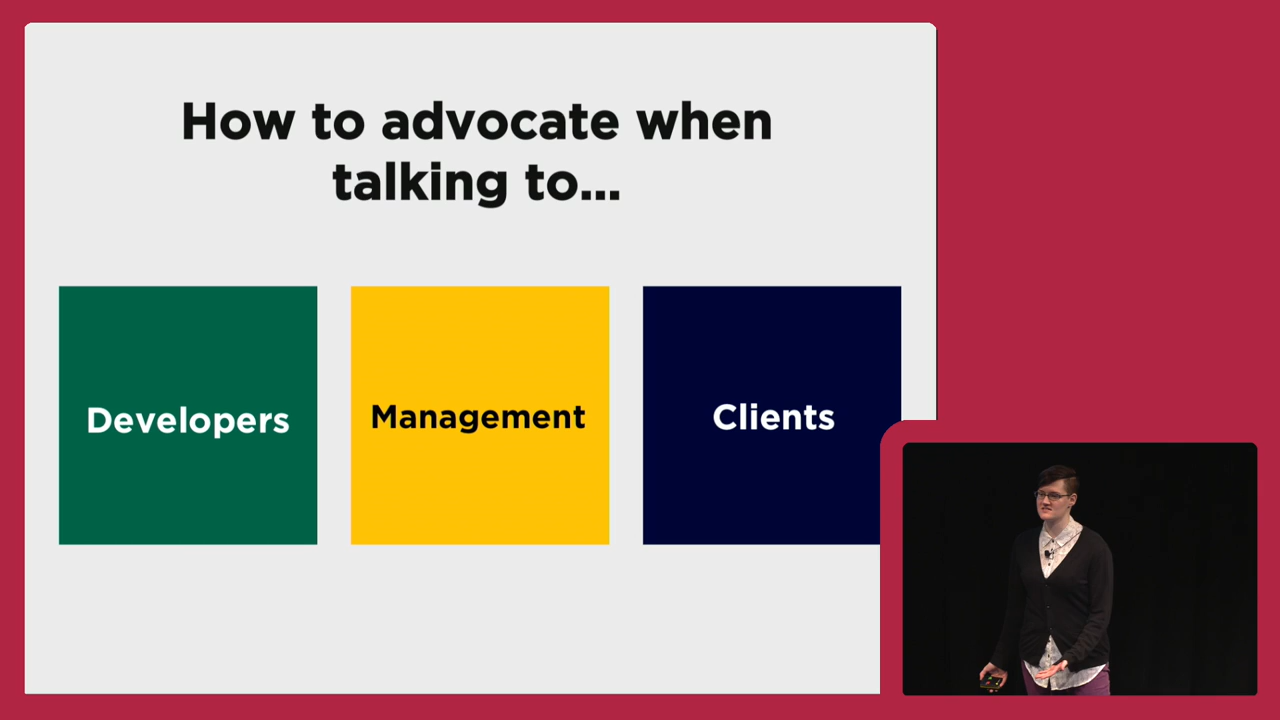 How to advocate when
talking to...
Developers
Management
Clients